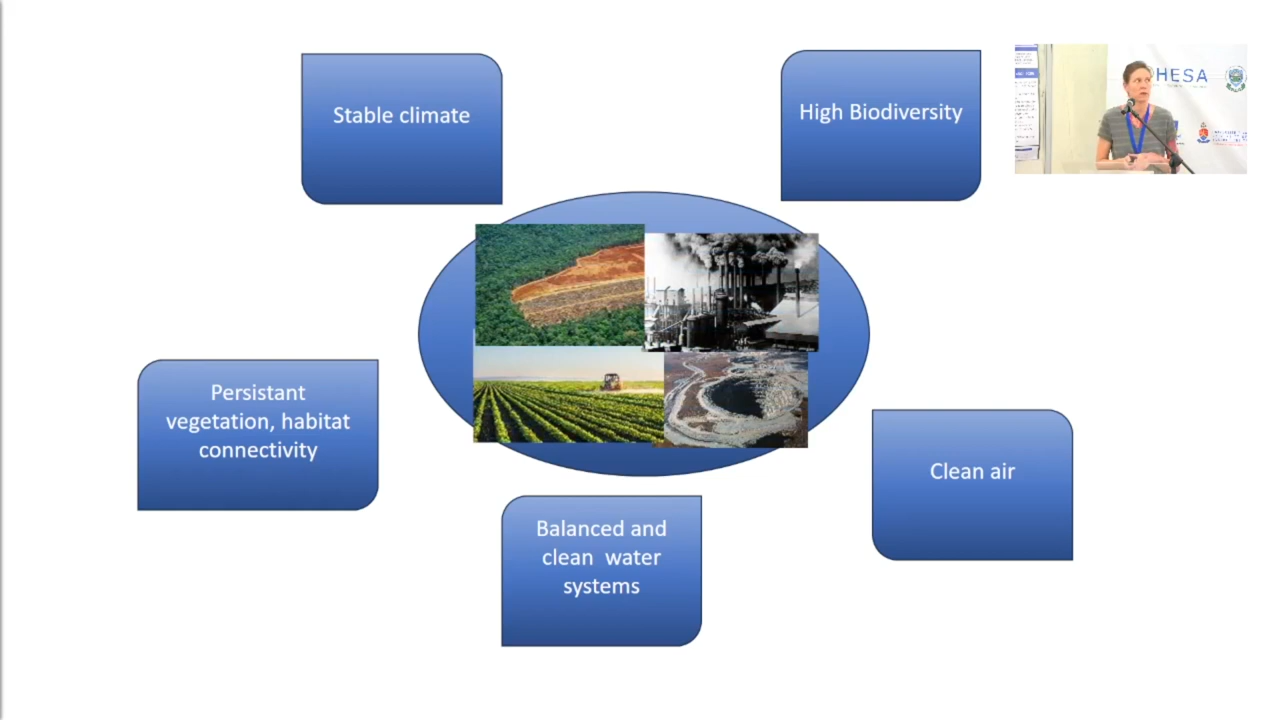 Stable climate
High Biodiversity
HESA
Persistant
vegetation, habitat
connectivity
Clean air
Balanced and
clean water
systems